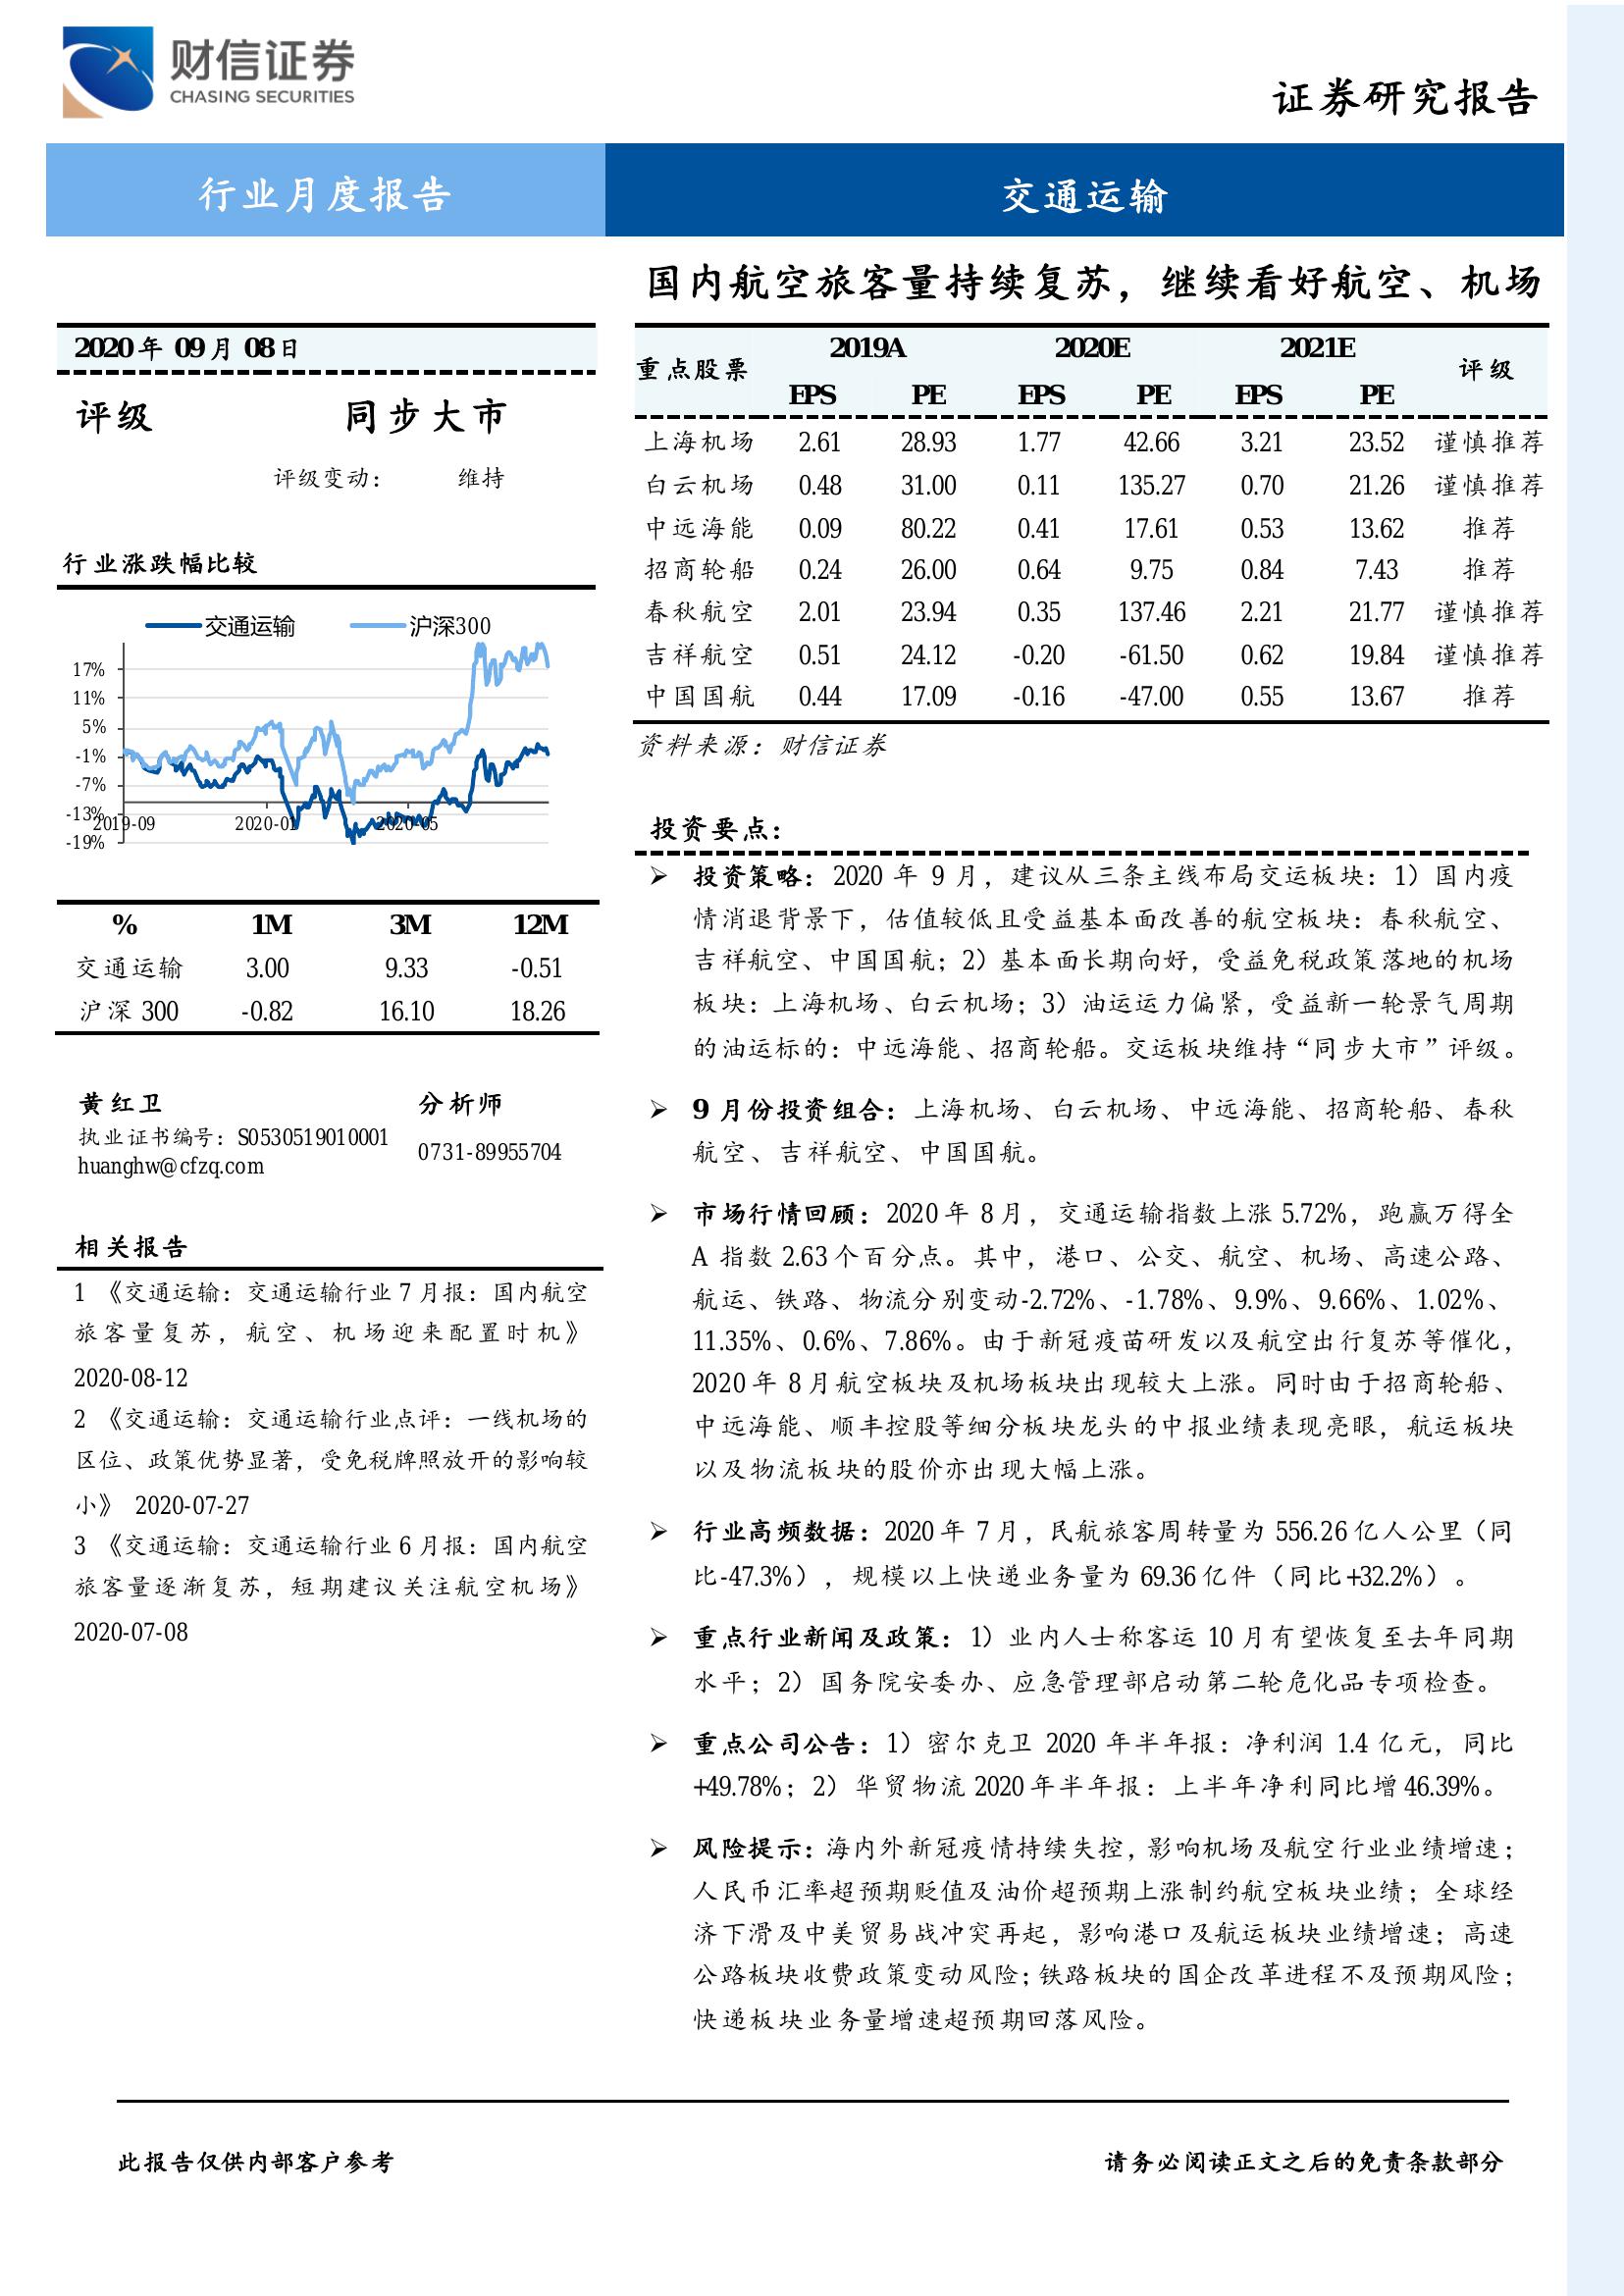 财信证券
CHASING SECURITIES
证券研究报告
行业月度报告
交通运输
国内航空旅客量持续复苏，继续看好航空、机场
2020年 09月 08日
评级 同步大市
评级变动： 维持
行业涨跌幅比较
交通运输 沪深300
17%
11%
5%
-1%
-7%
-13%
-19%
2019-09 2020-01 2020-05
% 1M 3M 12M
交通运输 3.00 9.33 -0.51
沪深 300 -0.82 16.10 18.26
黄红卫 分析师
执业证书编号：S0530519010001
huanghw@cfzq.com
0731-89955704
相关报告
1 《交通运输：交通运输行业 7 月报：国内航空
旅客量复苏，航空、机场迎来配置时机》
2020-08-12
2 《交通运输：交通运输行业点评：一线机场的
区位、政策优势显著，受免税牌照放开的影响较
小》 2020-07-27
3 《交通运输：交通运输行业 6 月报：国内航空
旅客量逐渐复苏，短期建议关注航空机场》
2020-07-08
重点股票 2019A 2020E 2021E 评级
EPS PE EPS PE EPS PE
上海机场 2.61 28.93 1.77 42.66 3.21 23.52 谨慎推荐
白云机场 0.48 31.00 0.11 135.27 0.70 21.26 谨慎推荐
中远海能 0.09 80.22 0.41 17.61 0.53 13.62 推荐
招商轮船 0.24 26.00 0.64 9.75 0.84 7.43 推荐
春秋航空 2.01 23.94 0.35 137.46 2.21 21.77 谨慎推荐
吉祥航空 0.51 24.12 -0.20 -61.50 0.62 19.84 谨慎推荐
中国国航 0.44 17.09 -0.16 -47.00 0.55 13.67 推荐
资料来源：财信证券
投资要点：
➢ 投资策略：2020 年 9 月，建议从三条主线布局交运板块：1）国内疫
情消退背景下，估值较低且受益基本面改善的航空板块：春秋航空、
吉祥航空、中国国航；2）基本面长期向好，受益免税政策落地的机场
板块：上海机场、白云机场；3）油运运力偏紧，受益新一轮景气周期
的油运标的：中远海能、招商轮船。交运板块维持“同步大市”评级。
➢ 9 月份投资组合：上海机场、白云机场、中远海能、招商轮船、春秋
航空、吉祥航空、中国国航。
➢ 市场行情回顾：2020 年 8 月，交通运输指数上涨 5.72%，跑赢万得全
A 指数 2.63 个百分点。其中，港口、公交、航空、机场、高速公路、
航运、铁路、物流分别变动-2.72%、-1.78%、9.9%、9.66%、1.02%、
11.35%、0.6%、7.86%。由于新冠疫苗研发以及航空出行复苏等催化，
2020 年 8 月航空板块及机场板块出现较大上涨。同时由于招商轮船、
中远海能、顺丰控股等细分板块龙头的中报业绩表现亮眼，航运板块
以及物流板块的股价亦出现大幅上涨。
➢ 行业高频数据：2020 年 7 月，民航旅客周转量为 556.26 亿人公里（同
比-47.3%），规模以上快递业务量为 69.36 亿件（同比+32.2%）。
➢ 重点行业新闻及政策：1）业内人士称客运 10 月有望恢复至去年同期
水平；2）国务院安委办、应急管理部启动第二轮危化品专项检查。
➢ 重点公司公告：1）密尔克卫 2020 年半年报：净利润 1.4 亿元，同比
+49.78%；2）华贸物流 2020 年半年报：上半年净利同比增 46.39%。
➢ 风险提示：海内外新冠疫情持续失控，影响机场及航空行业业绩增速；
人民币汇率超预期贬值及油价超预期上涨制约航空板块业绩；全球经
济下滑及中美贸易战冲突再起，影响港口及航运板块业绩增速；高速
公路板块收费政策变动风险；铁路板块的国企改革进程不及预期风险；
快递板块业务量增速超预期回落风险。
此报告仅供内部客户参考
请务必阅读正文之后的免责条款部分